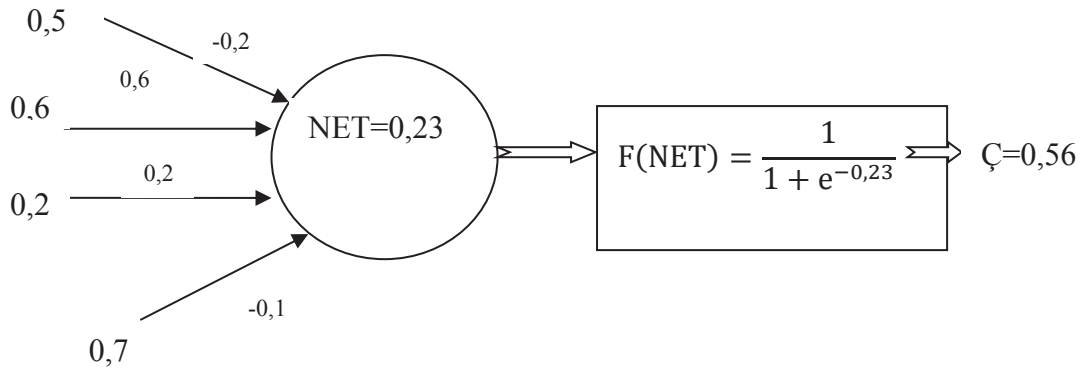 0,5
-0,2
0,6
0,6
NET=0,23
F(NET) = 1 / (1 + e^{-0,23})
Ç=0,56
0,2
0,2
-0,1
0,7